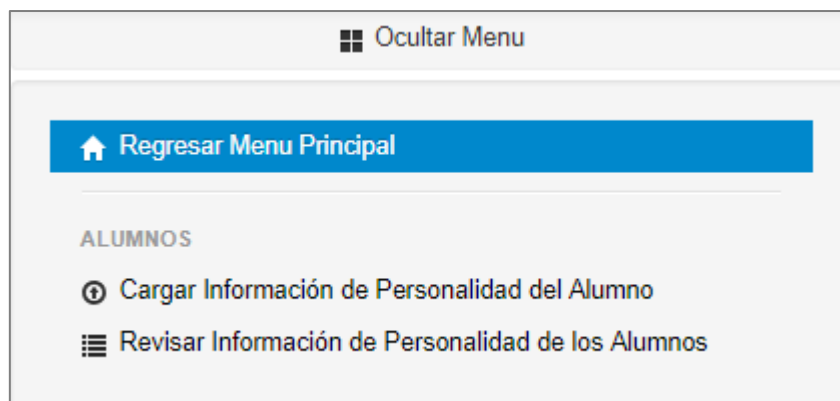 Ocultar Menu
Regresar Menu Principal
ALUMNOS
Cargar Información de Personalidad del Alumno
Revisar Información de Personalidad de los Alumnos